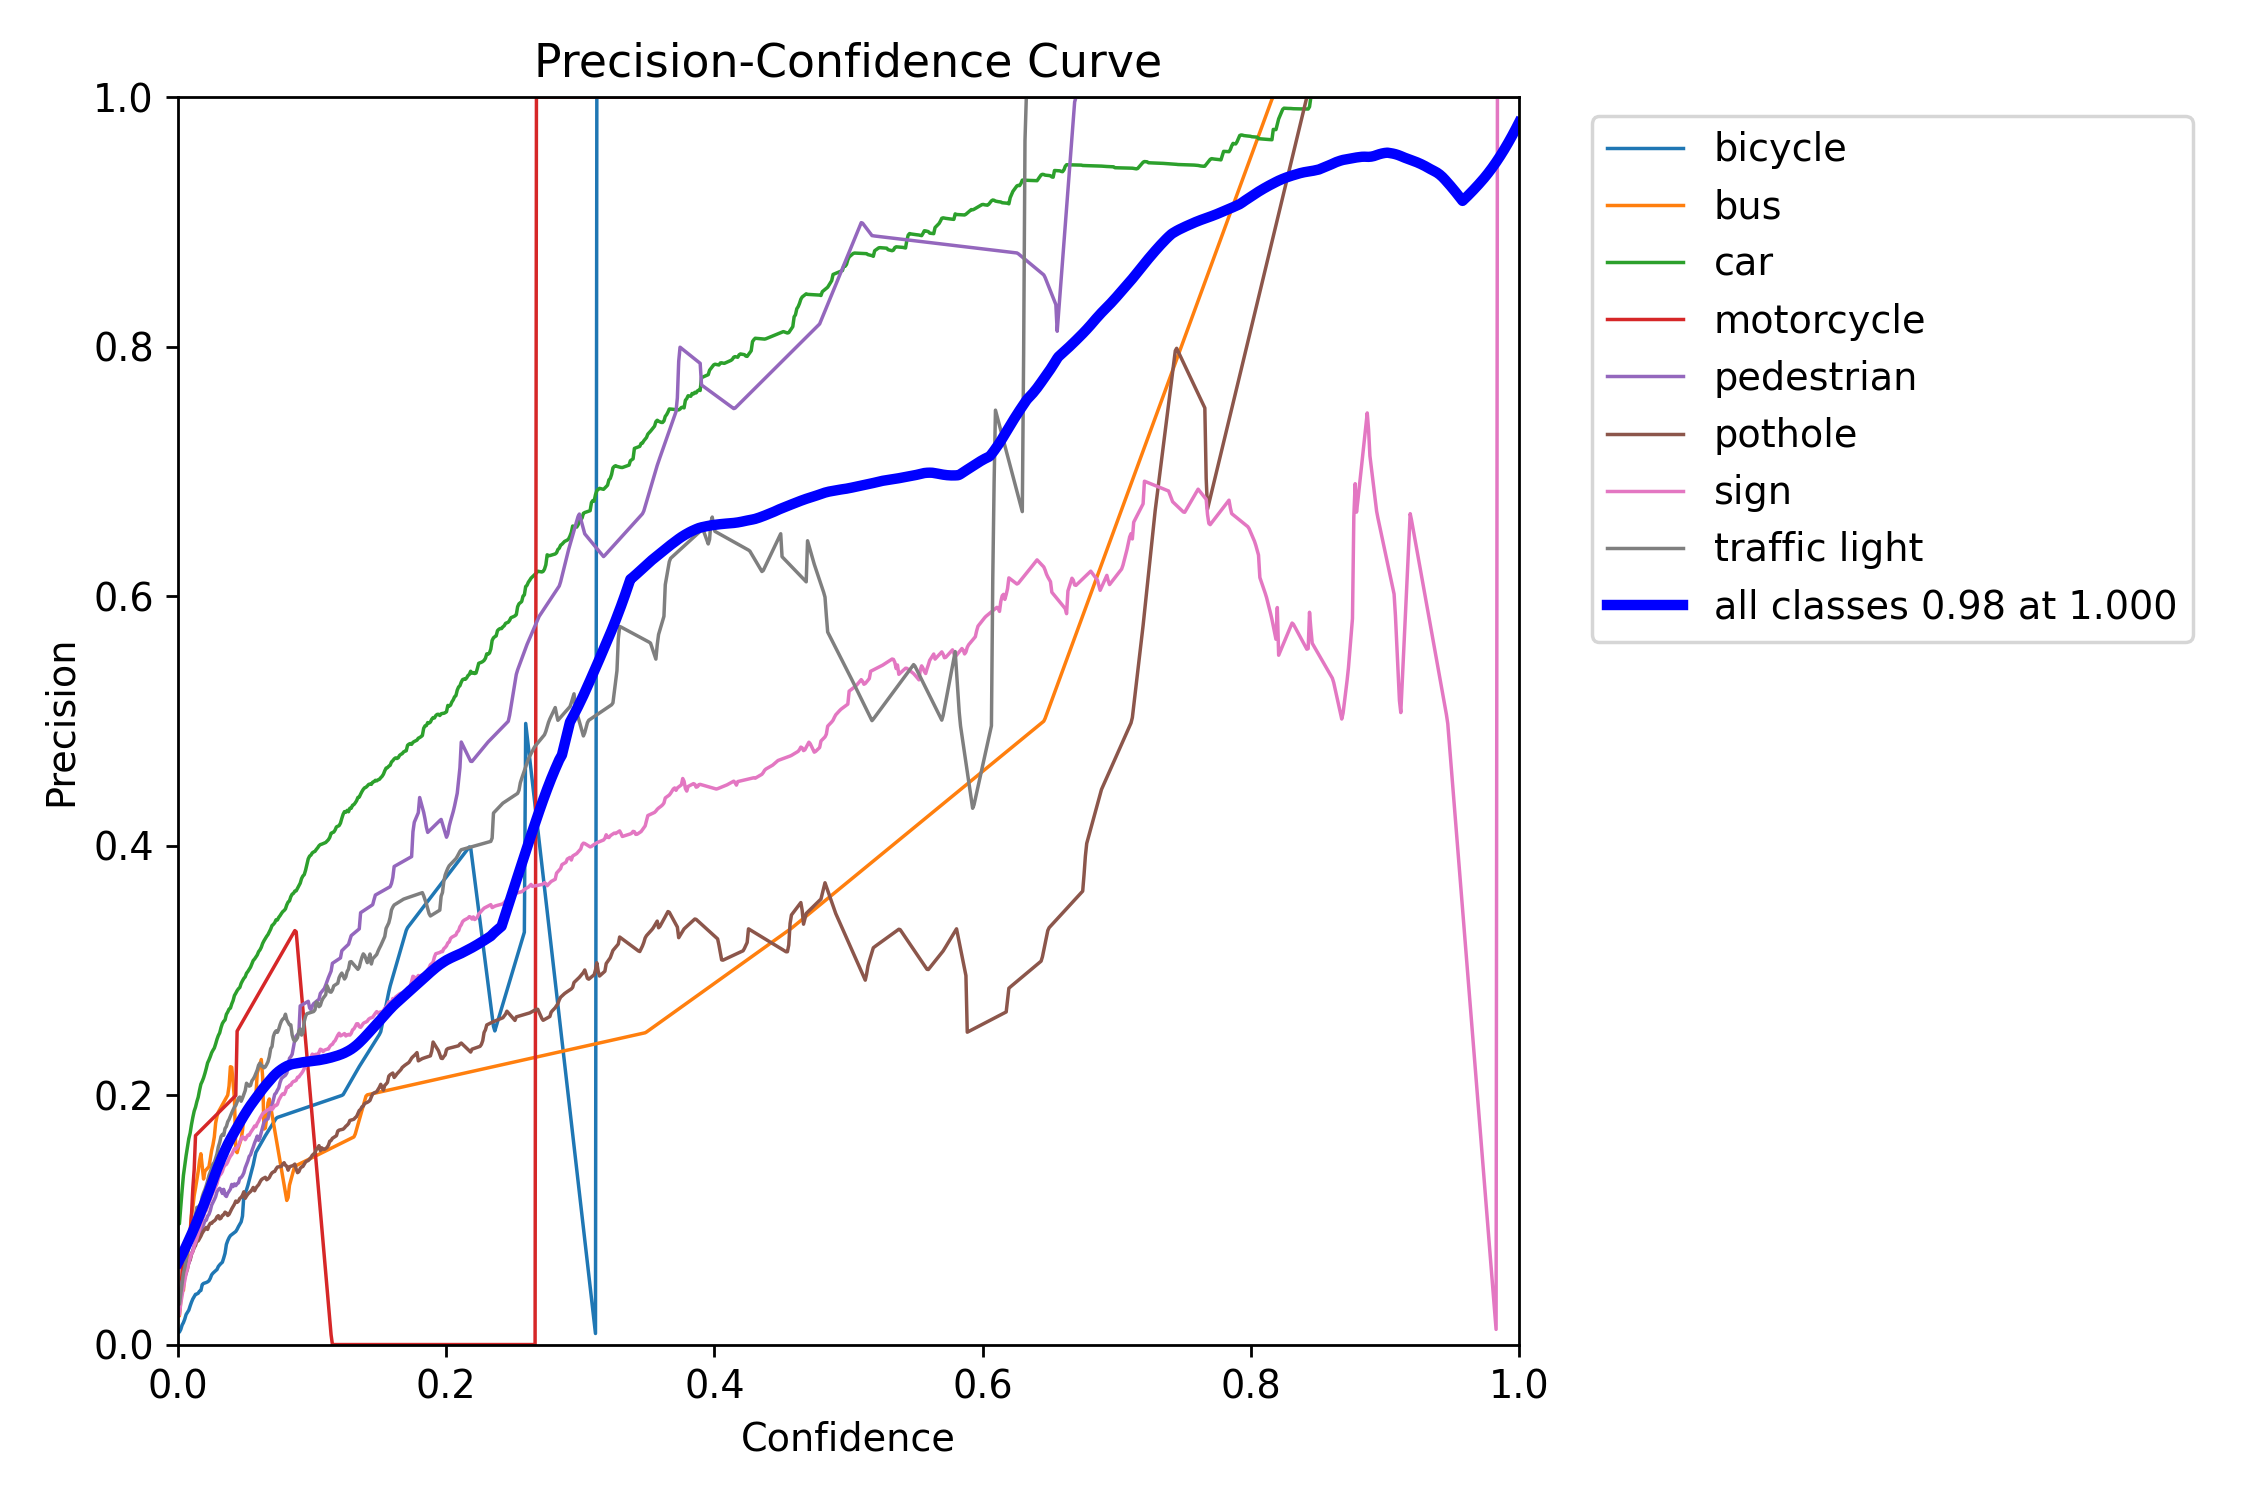 Precision-Confidence Curve
1.0
0.8
0.6
0.4
0.2
0.0
Precision
0.0 0.2 0.4 0.6 0.8 1.0
Confidence
bicycle
bus
car
motorcycle
pedestrian
pothole
sign
traffic light
all classes 0.98 at 1.000